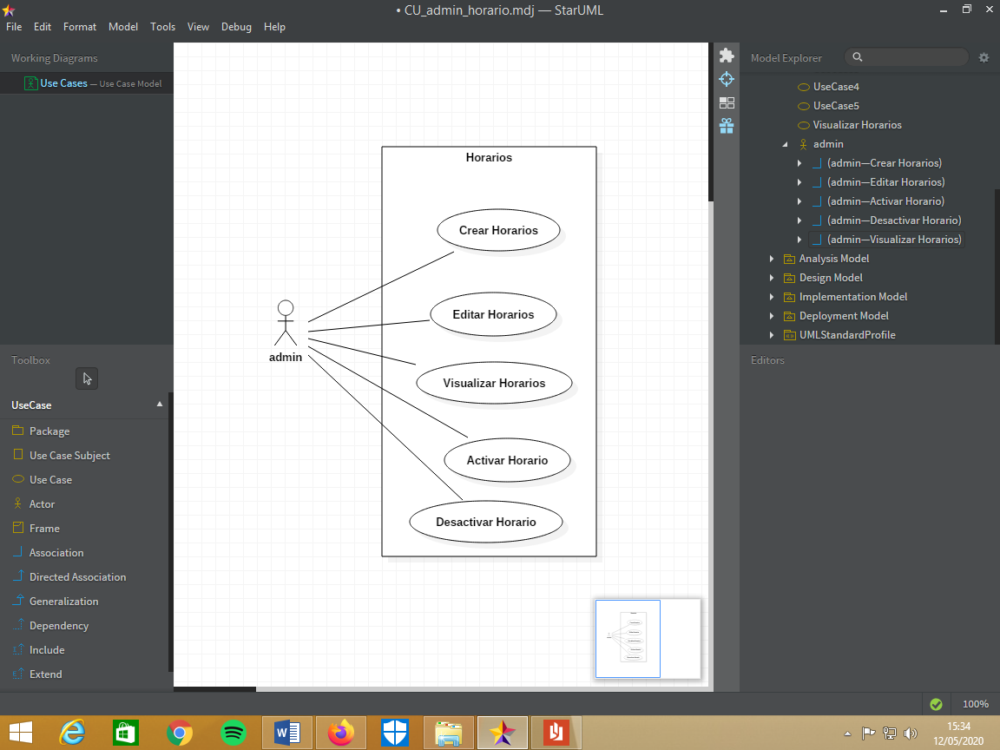 • CU_admin_horario.mdj — StarUML
File Edit Format Model Tools View Debug Help
Working Diagrams
Use Cases — Use Case Model
Toolbox
UseCase
Package
Use Case Subject
Use Case
Actor
Frame
Association
Directed Association
Generalization
Dependency
Include
Extend
Horarios
Crear Horarios
Editar Horarios
admin
Visualizar Horarios
Activar Horario
Desactivar Horario
Model Explorer
UseCase4
UseCase5
Visualizar Horarios
admin
(admin—Crear Horarios)
(admin—Editar Horarios)
(admin—Activar Horario)
(admin—Desactivar Horario)
(admin—Visualizar Horarios)
Analysis Model
Design Model
Implementation Model
Deployment Model
UMLStandardProfile
Editors
100%
15:34
12/05/2020